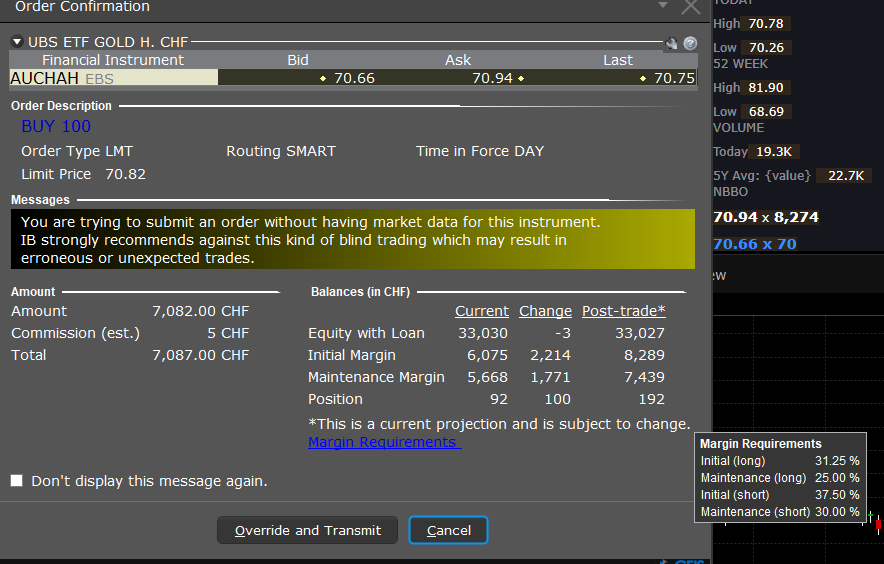 Order Confirmation
UBS ETF GOLD H. CHF
Financial Instrument Bid Ask Last
AUCHAH EBS 70.66 70.94 70.75
Order Description
BUY 100
Order Type LMT Routing SMART Time in Force DAY
Limit Price 70.82
Messages
You are trying to submit an order without having market data for this instrument.
IB strongly recommends against this kind of blind trading which may result in
erroneous or unexpected trades.
Amount
Amount 7,082.00 CHF
Commission (est.) 5 CHF
Total 7,087.00 CHF
Balances (in CHF)
Current Change Post-trade*
Equity with Loan 33,030 -3 33,027
Initial Margin 6,075 2,214 8,289
Maintenance Margin 5,668 1,771 7,439
Position 92 100 192
*This is a current projection and is subject to change.
Margin Requirements
Don't display this message again.
Override and Transmit Cancel
TODAY
High 70.78
Low 70.26
52 WEEK
High 81.90
Low 68.69
VOLUME
Today 19.3K
5Y Avg: {value} 22.7K
NBBO
70.94 x 8,274
70.66 x 70
Margin Requirements
Initial (long) 31.25 %
Maintenance (long) 25.00 %
Initial (short) 37.50 %
Maintenance (short) 30.00 %